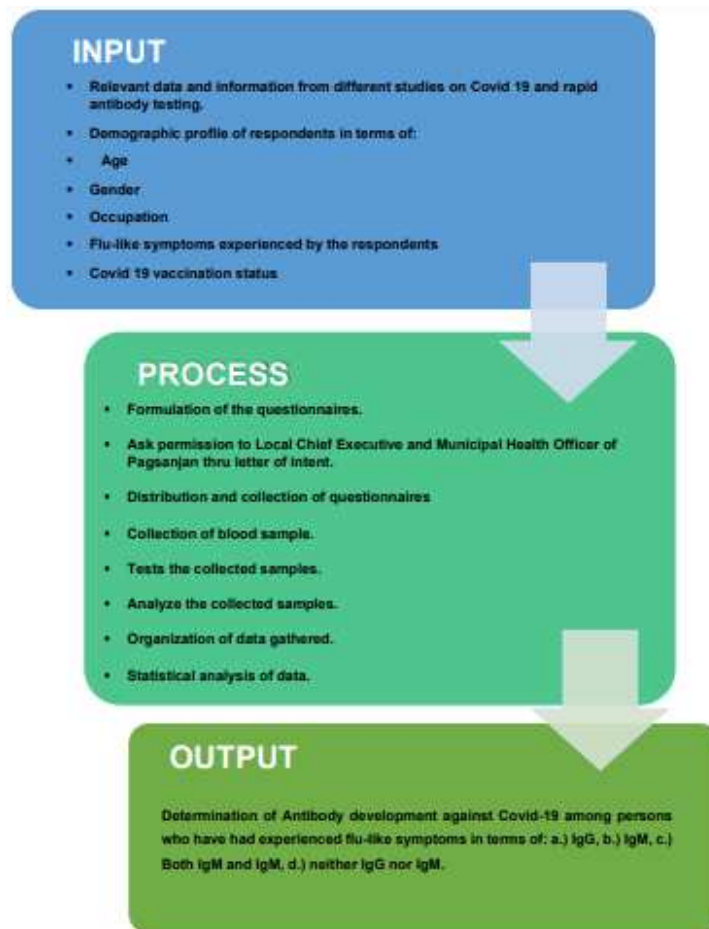 INPUT
▪ Relevant data and information from different studies on Covid 19 and rapid
antibody testing.
▪ Demographic profile of respondents in terms of:
▪ Age
▪ Gender
▪ Occupation
▪ Flu-like symptoms experienced by the respondents
▪ Covid 19 vaccination status
PROCESS
▪ Formulation of the questionnaires.
▪ Ask permission to Local Chief Executive and Municipal Health Officer of
Pagsanjan thru letter of intent.
▪ Distribution and collection of questionnaires
▪ Collection of blood sample.
▪ Tests the collected samples.
▪ Analyze the collected samples.
▪ Organization of data gathered.
▪ Statistical analysis of data.
OUTPUT
Determination of Antibody development against Covid-19 among persons
who have had experienced flu-like symptoms in terms of: a.) IgG, b.) IgM, c.)
Both IgM and IgM, d.) neither IgG nor IgM.